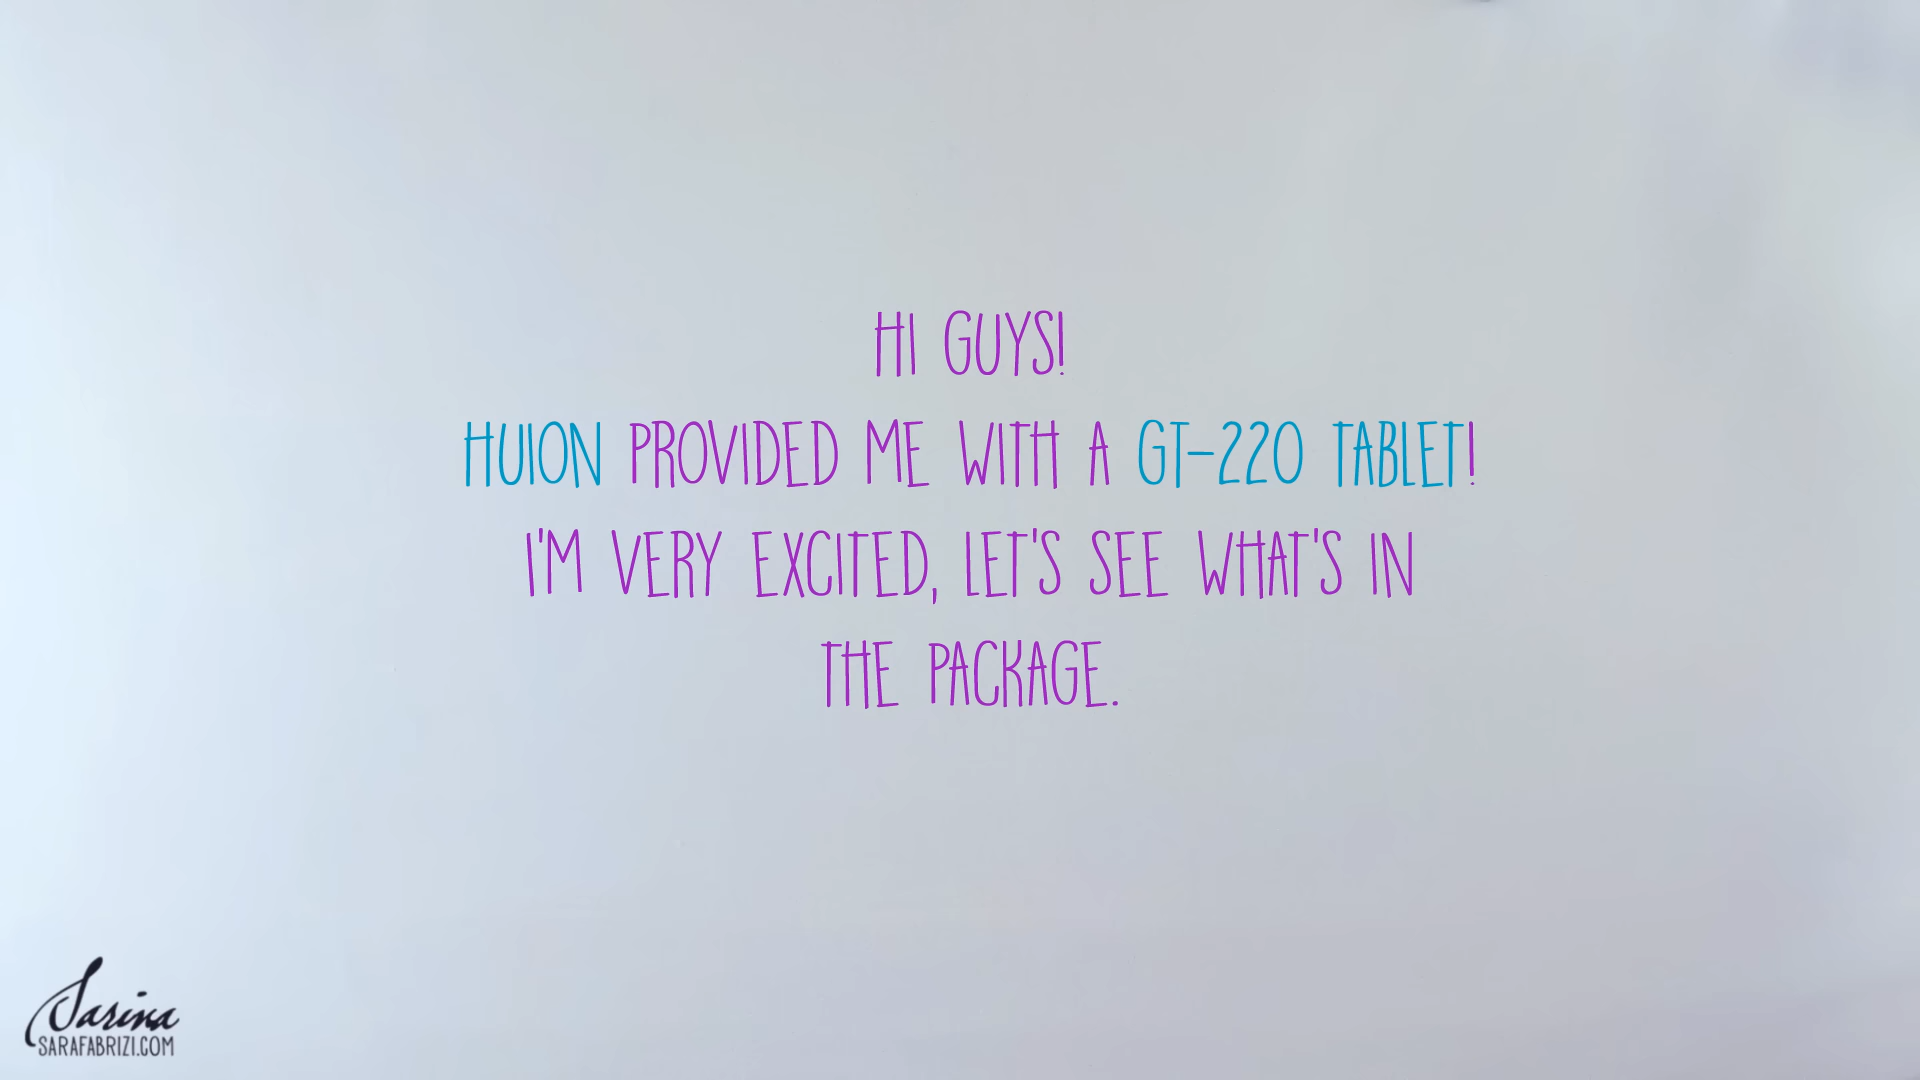 HI GUYS!
HUION PROVIDED ME WITH A GT-220 TABLET!
I'M VERY EXCITED, LET'S SEE WHAT'S IN
THE PACKAGE.
Sarina
SARAFABRIZI.COM